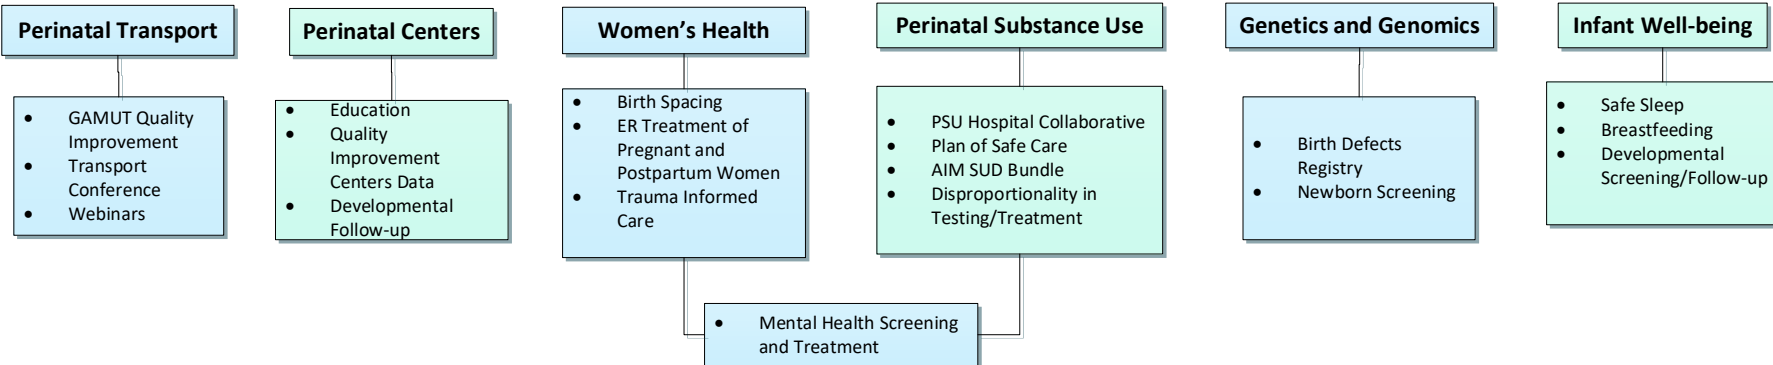 Perinatal Transport
• GAMUT Quality
Improvement
• Transport
Conference
• Webinars
Perinatal Centers
• Education
• Quality
Improvement
Centers Data
• Developmental
Follow-up
Women’s Health
• Birth Spacing
• ER Treatment of
Pregnant and
Postpartum Women
• Trauma Informed
Care
Perinatal Substance Use
• PSU Hospital Collaborative
• Plan of Safe Care
• AIM SUD Bundle
• Disproportionality in
Testing/Treatment
• Mental Health Screening
and Treatment
Genetics and Genomics
• Birth Defects
Registry
• Newborn Screening
Infant Well-being
• Safe Sleep
• Breastfeeding
• Developmental
Screening/Follow-up